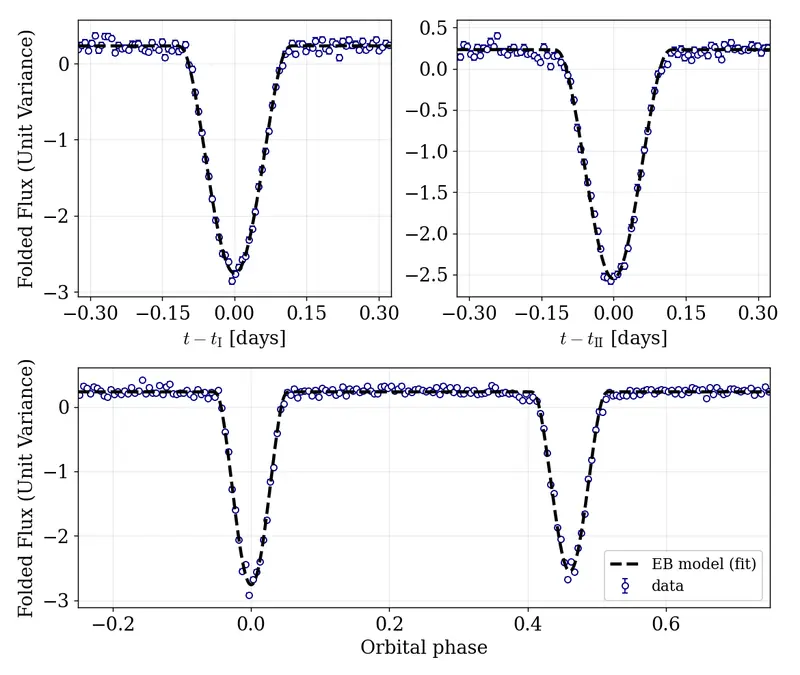 Folded Flux (Unit Variance)
0
−1
−2
−3
−0.30 −0.15 0.00 0.15 0.30
t − t_I [days]
0.5
0.0
−0.5
−1.0
−1.5
−2.0
−2.5
−0.30 −0.15 0.00 0.15 0.30
t − t_II [days]
Folded Flux (Unit Variance)
0
−1
−2
−3
−0.2 0.0 0.2 0.4 0.6
Orbital phase
EB model (fit)
data